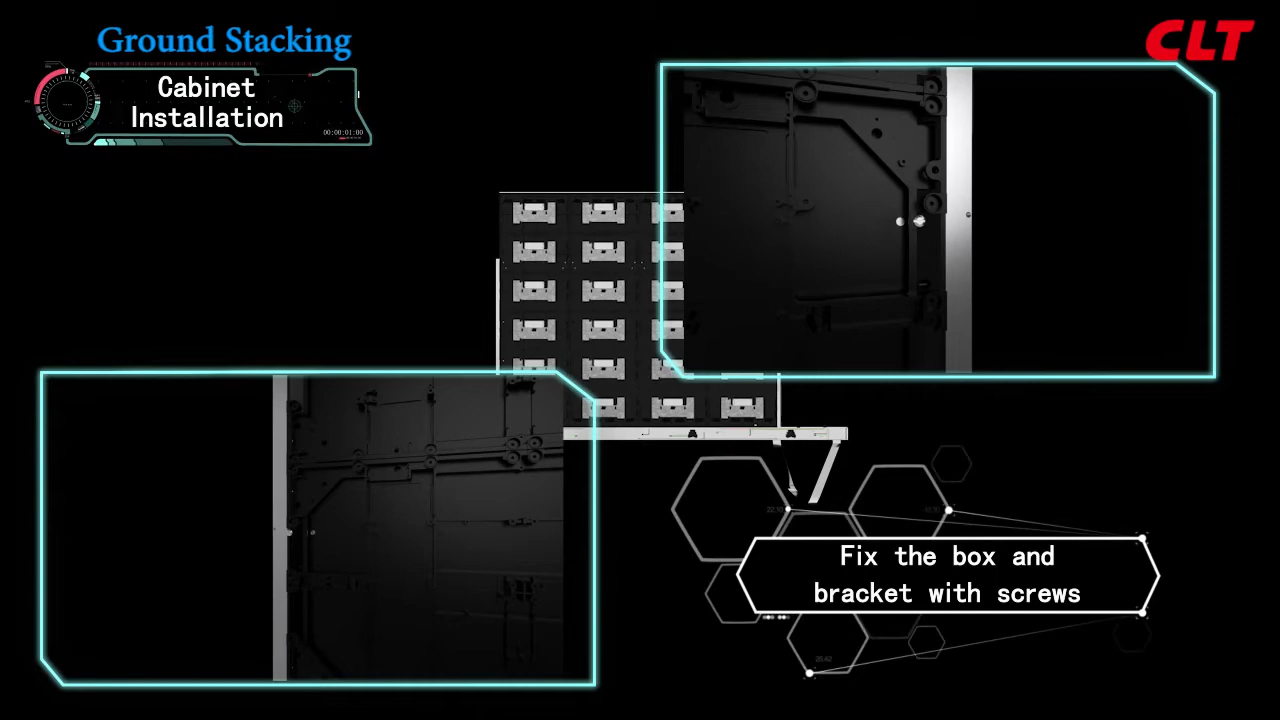 Ground Stacking
CLT
Cabinet
Installation
00:00:01:00
Fix the box and
bracket with screws